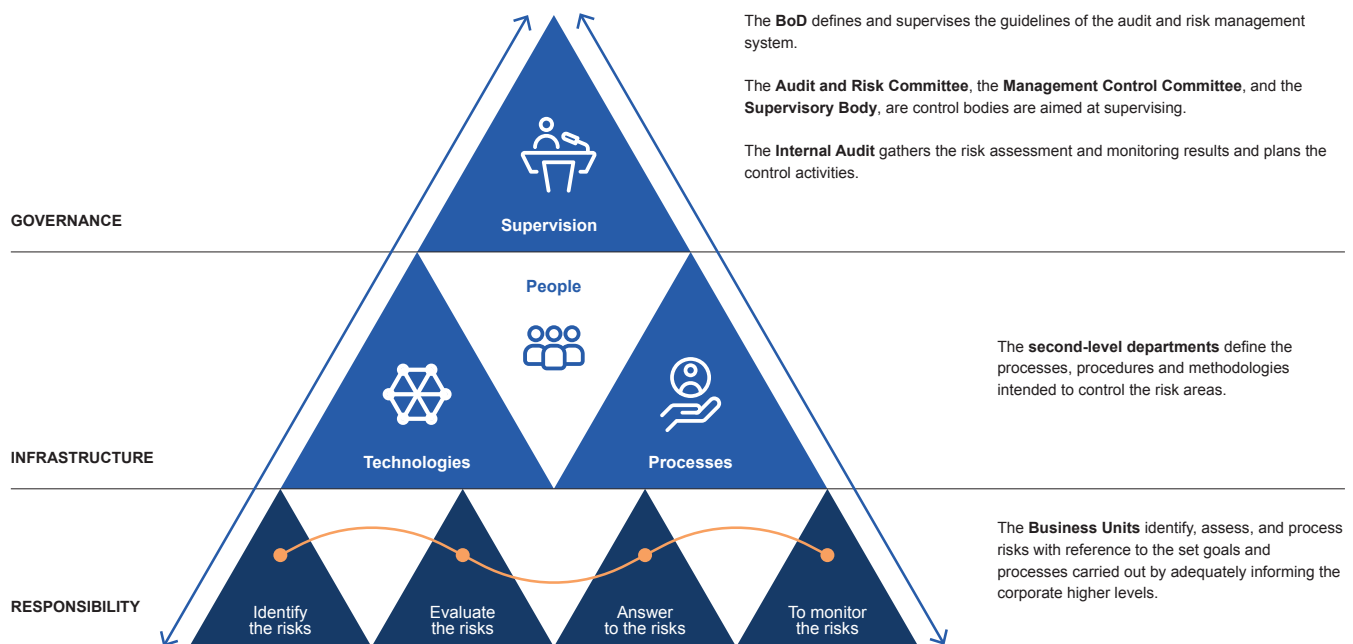 The BoD defines and supervises the guidelines of the audit and risk management
system.
The Audit and Risk Committee, the Management Control Committee, and the
Supervisory Body, are control bodies are aimed at supervising.
The Internal Audit gathers the risk assessment and monitoring results and plans the
control activities.
GOVERNANCE
Supervision
People
The second-level departments define the
processes, procedures and methodologies
intended to control the risk areas.
INFRASTRUCTURE
Technologies
Processes
The Business Units identify, assess, and process
risks with reference to the set goals and
processes carried out by adequately informing the
corporate higher levels.
RESPONSIBILITY
Identify
the risks
Evaluate
the risks
Answer
to the risks
To monitor
the risks